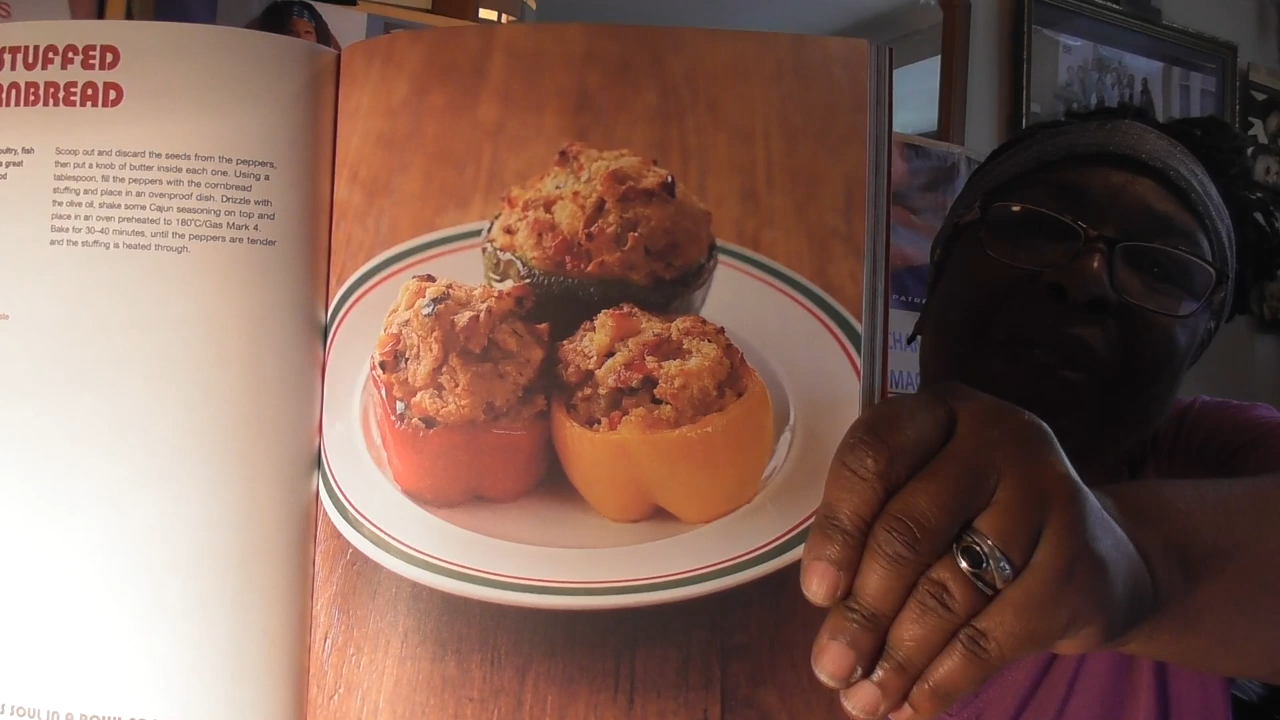 STUFFED
RNBREAD
oultry, fish
s great
od
Scoop out and discard the seeds from the peppers,
then put a knob of butter inside each one. Using a
tablespoon, fill the peppers with the cornbread
stuffing and place in an ovenproof dish. Drizzle with
the olive oil, shake some Cajun seasoning on top and
place in an oven preheated to 180°C/Gas Mark 4.
Bake for 30–40 minutes, until the peppers are tender
and the stuffing is heated through.
ste
S SOUL IN A BOWL
PATRI
CHA
MA